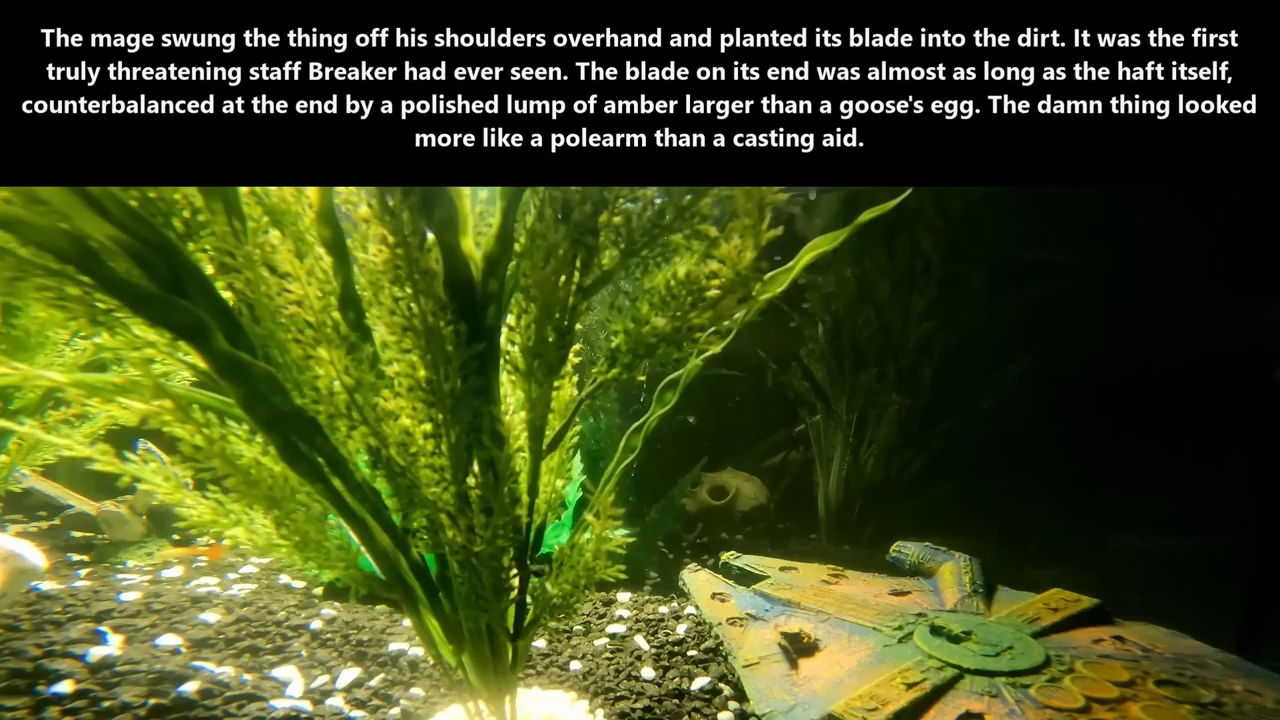 The mage swung the thing off his shoulders overhand and planted its blade into the dirt. It was the first
truly threatening staff Breaker had ever seen. The blade on its end was almost as long as the haft itself,
counterbalanced at the end by a polished lump of amber larger than a goose's egg. The damn thing looked
more like a polearm than a casting aid.